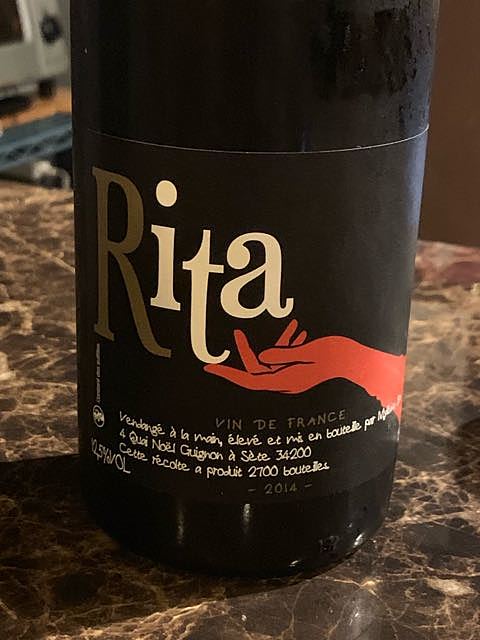 Rita
VIN DE FRANCE
Vendangé à la main, élevé et mis en bouteille par
4 Quai Noël Guignon à Sète 34200
Cette récolte a produit 2700 bouteilles
12,5%VOL
- 2014 -